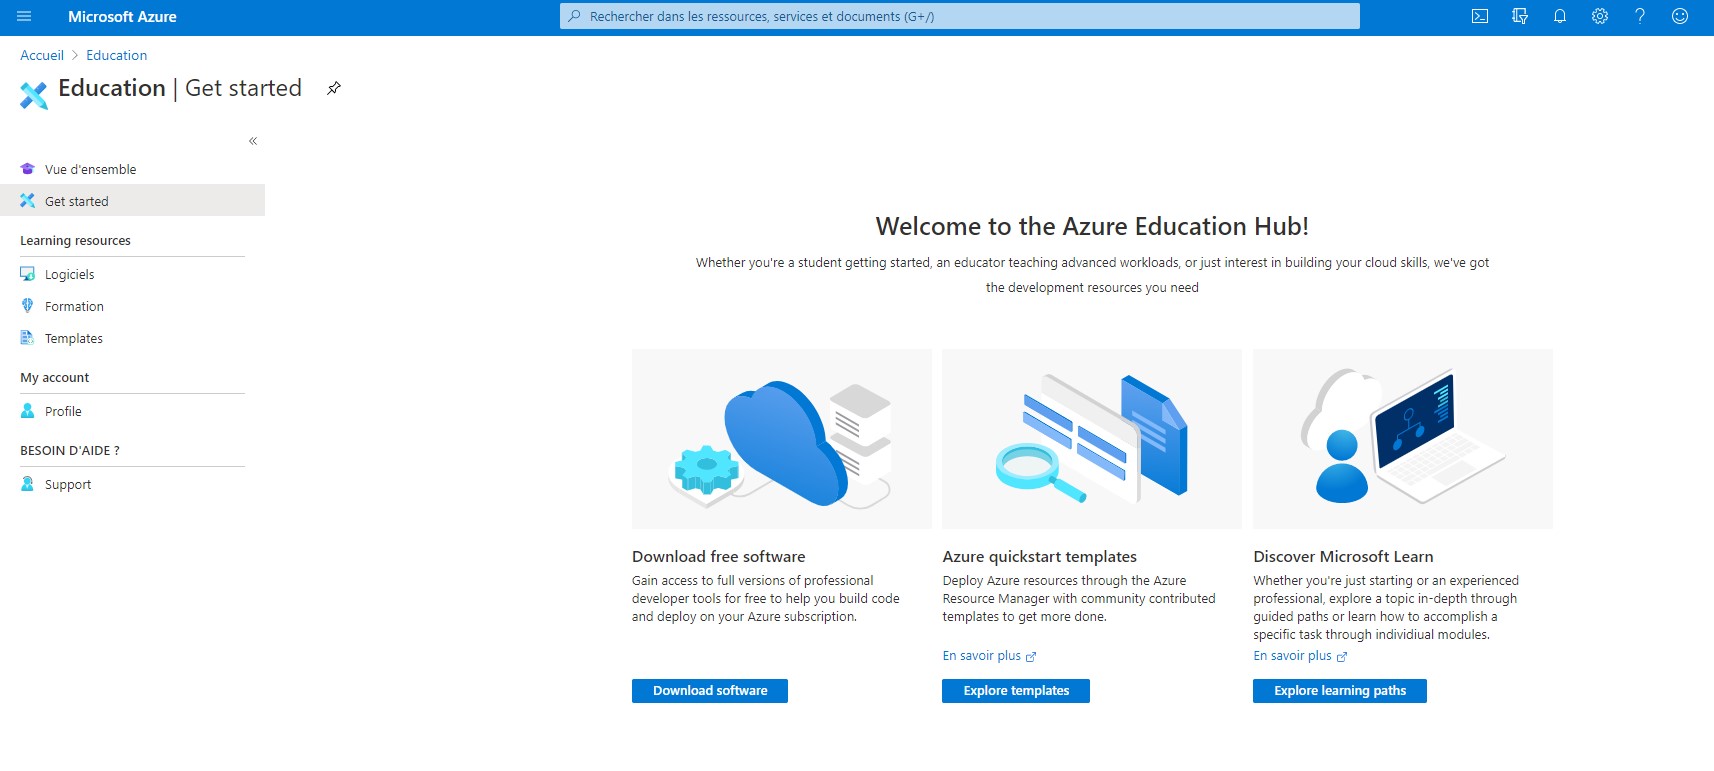 Microsoft Azure
Rechercher dans les ressources, services et documents (G+/)
Accueil > Education
Education | Get started
«
Vue d'ensemble
Get started
Learning resources
Logiciels
Formation
Templates
My account
Profile
BESOIN D'AIDE ?
Support
Welcome to the Azure Education Hub!
Whether you're a student getting started, an educator teaching advanced workloads, or just interest in building your cloud skills, we've got
the development resources you need
Download free software
Gain access to full versions of professional
developer tools for free to help you build code
and deploy on your Azure subscription.
Download software
Azure quickstart templates
Deploy Azure resources through the Azure
Resource Manager with community contributed
templates to get more done.
En savoir plus
Explore templates
Discover Microsoft Learn
Whether you're just starting or an experienced
professional, explore a topic in-depth through
guided paths or learn how to accomplish a
specific task through individiual modules.
En savoir plus
Explore learning paths